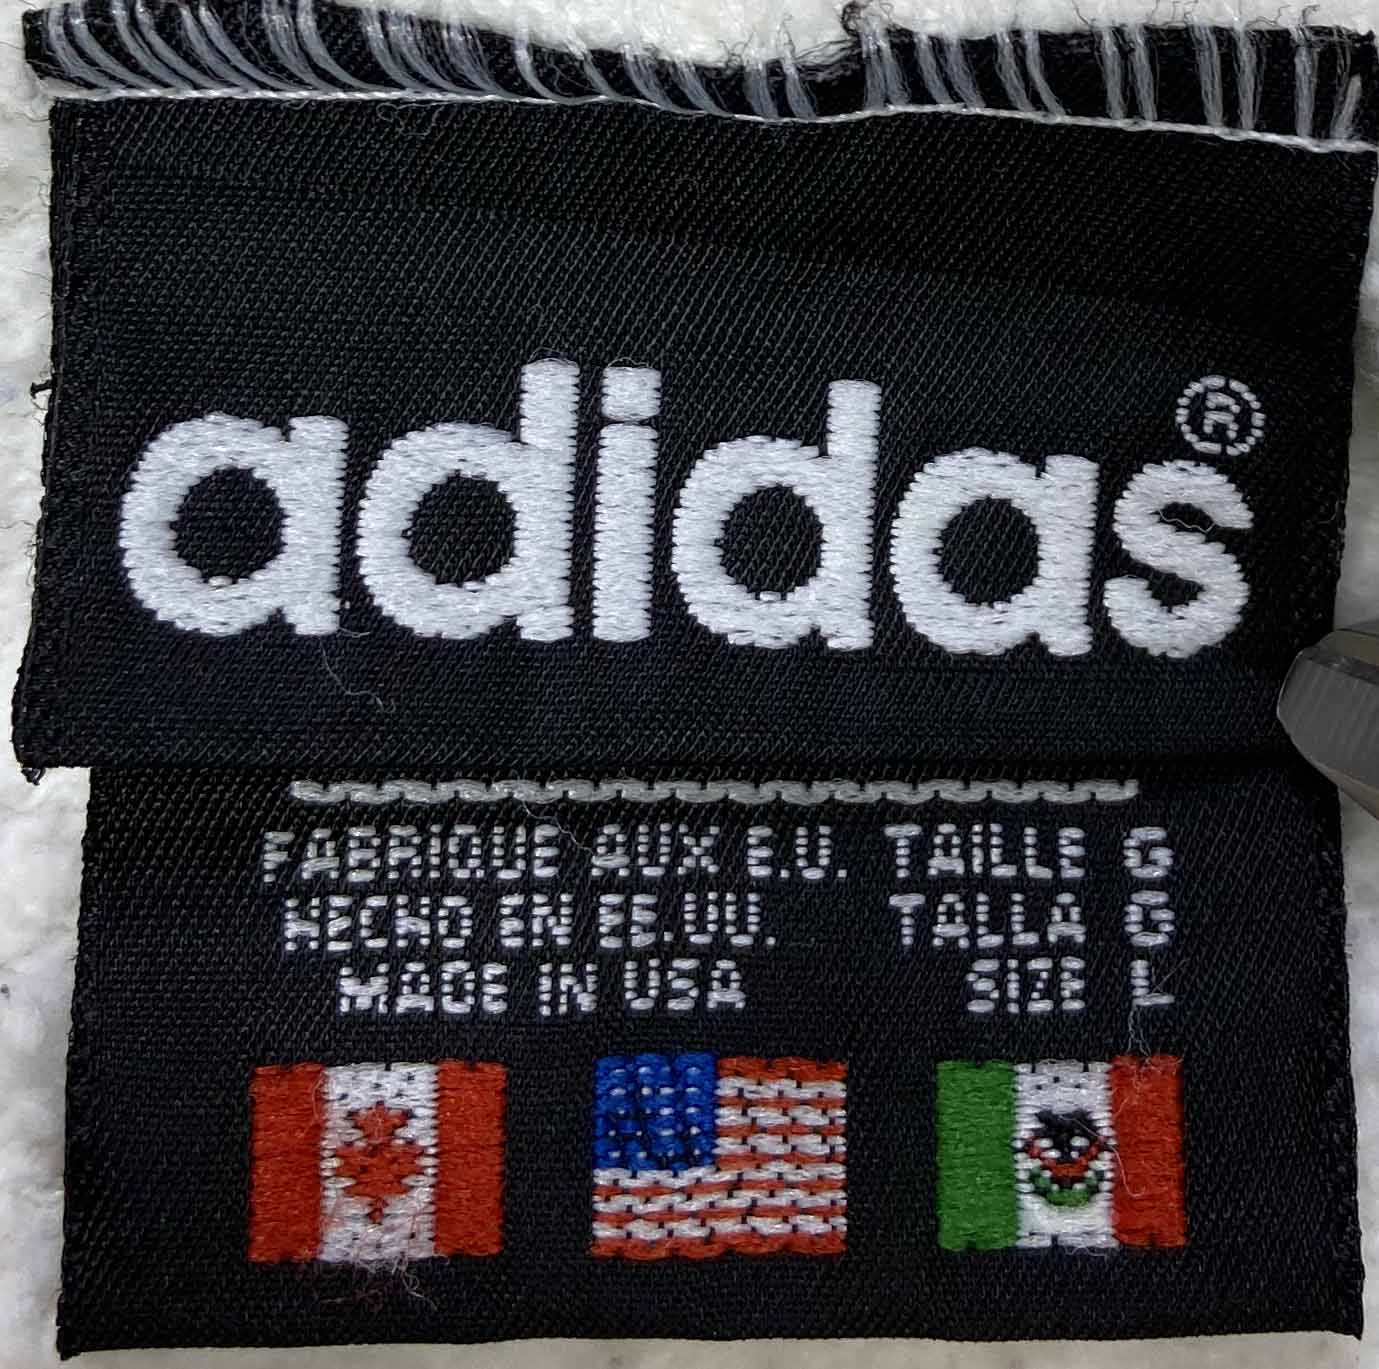 adidas®
FABRIQUE AUX E.U. TAILLE G
HECHO EN EE.UU. TALLA G
MADE IN USA SIZE L